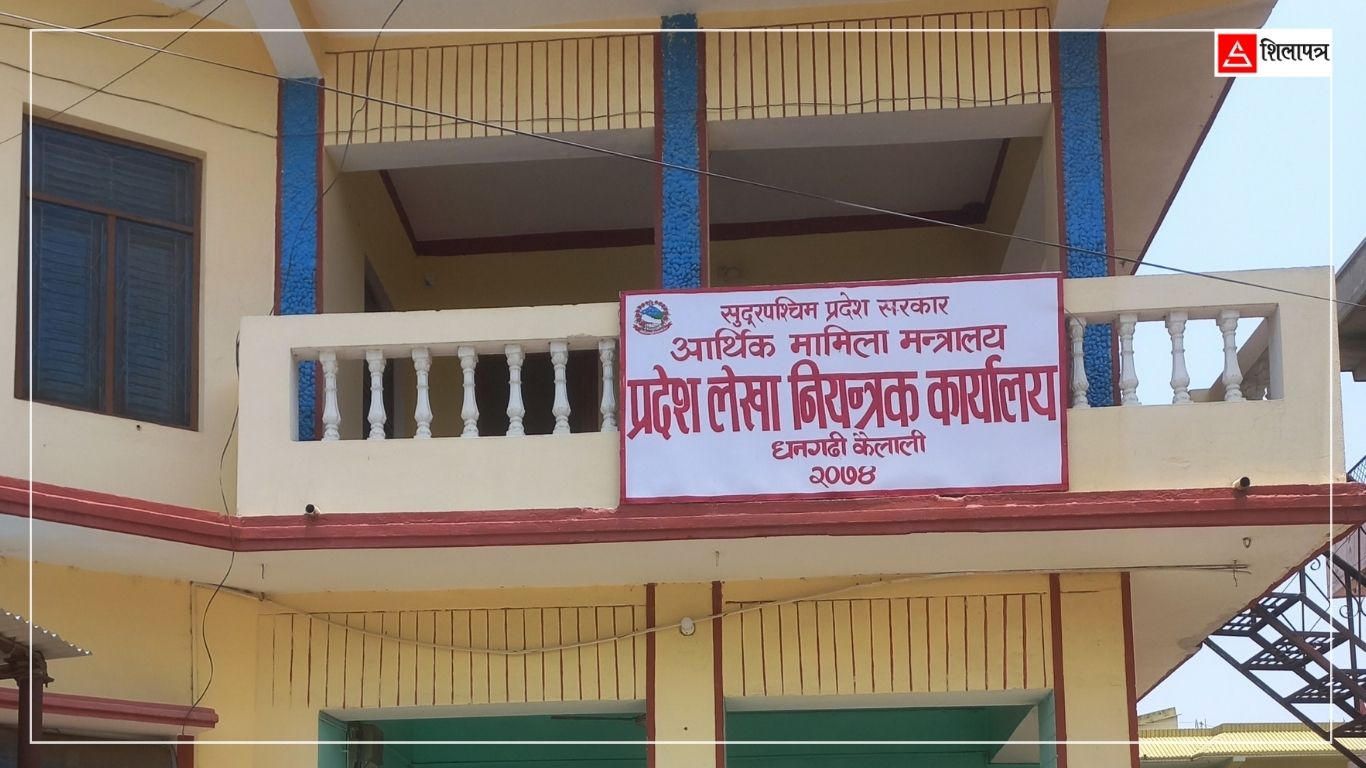 शिलापत्र
सुदूरपश्चिम प्रदेश सरकार
आर्थिक मामिला मन्त्रालय
प्रदेश लेखा नियन्त्रक कार्यालय
धनगढी कैलाली
२०७४